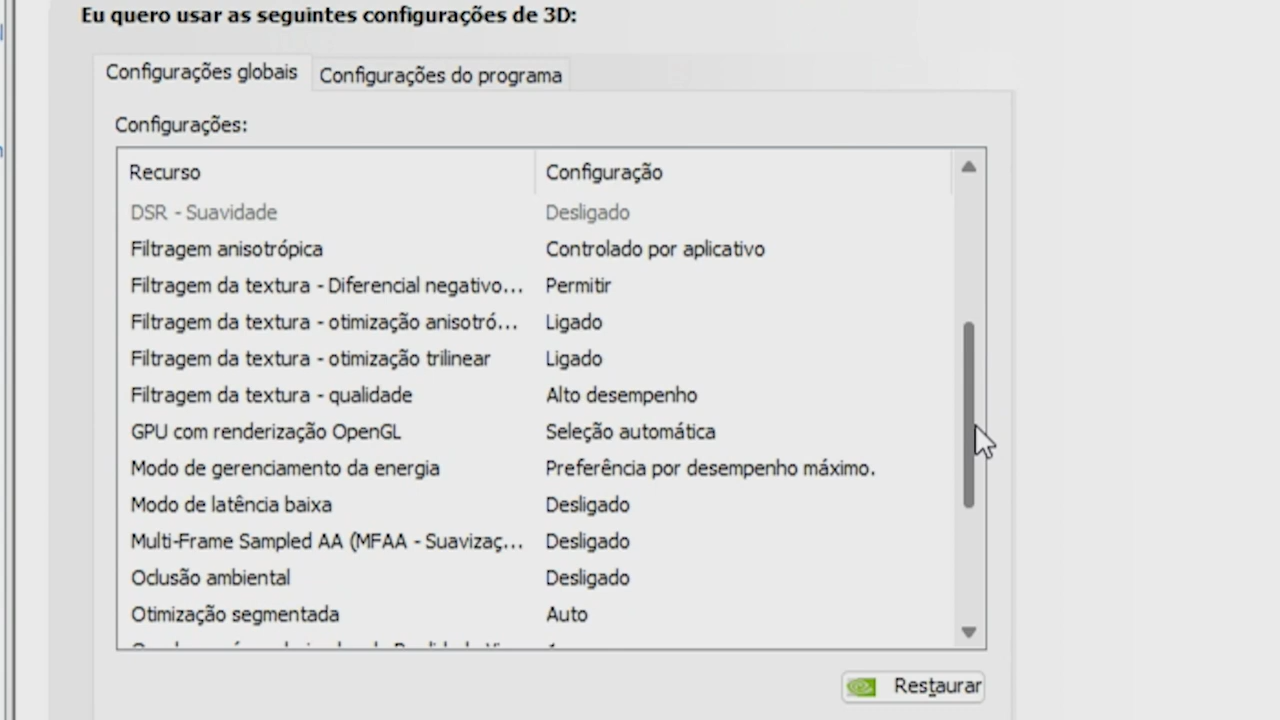 Eu quero usar as seguintes configurações de 3D:
Configurações globais Configurações do programa
Configurações:
Recurso Configuração
DSR - Suavidade Desligado
Filtragem anisotrópica Controlado por aplicativo
Filtragem da textura - Diferencial negativo... Permitir
Filtragem da textura - otimização anisotró... Ligado
Filtragem da textura - otimização trilinear Ligado
Filtragem da textura - qualidade Alto desempenho
GPU com renderização OpenGL Seleção automática
Modo de gerenciamento da energia Preferência por desempenho máximo.
Modo de latência baixa Desligado
Multi-Frame Sampled AA (MFAA - Suavizaç... Desligado
Oclusão ambiental Desligado
Otimização segmentada Auto
Restaurar